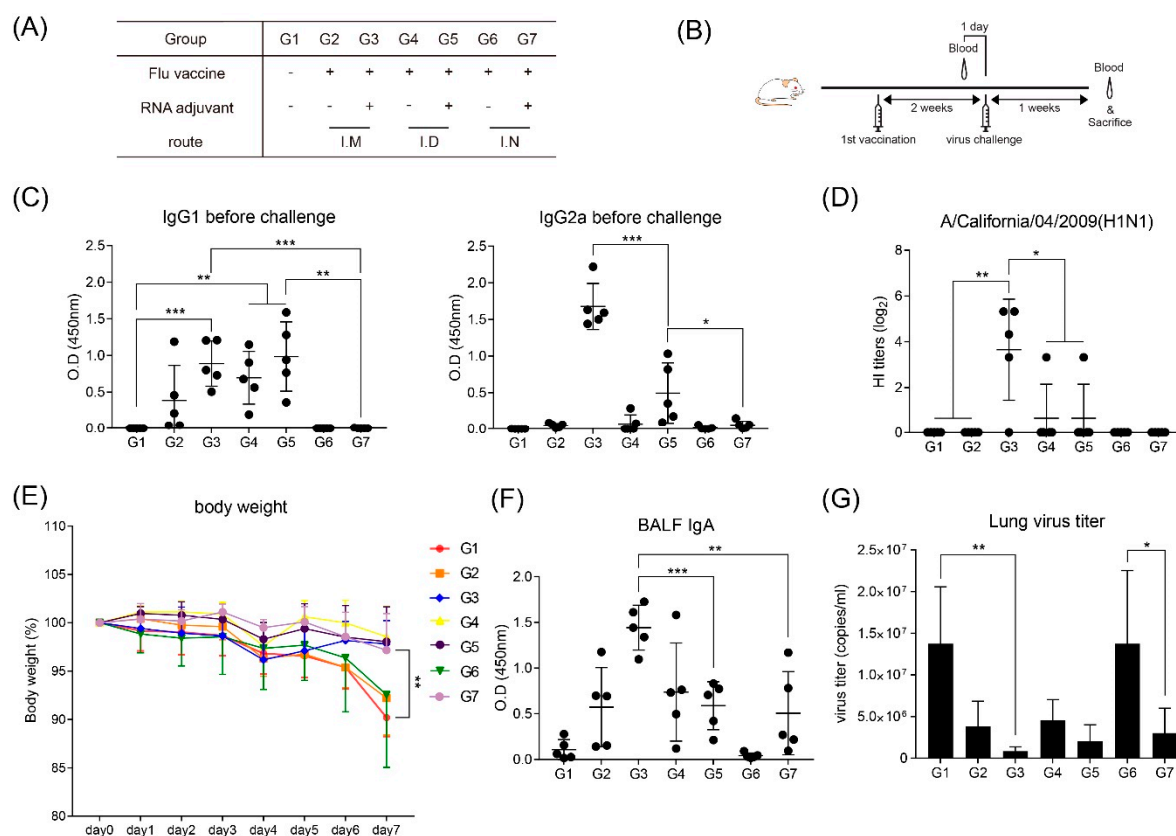 (A)
Group G1 G2 G3 G4 G5 G6 G7
Flu vaccine - + + + + + +
RNA adjuvant - - + - + - +
route I.M I.D I.N
(B)
1 day
Blood
Blood
2 weeks
1 weeks
&
Sacrifice
1st vaccination
virus challenge
(C)
IgG1 before challenge
***
**
**
***
O.D (450nm)
2.5
2.0
1.5
1.0
0.5
0.0
G1 G2 G3 G4 G5 G6 G7
IgG2a before challenge
***
*
O.D (450nm)
2.5
2.0
1.5
1.0
0.5
0.0
G1 G2 G3 G4 G5 G6 G7
(D)
A/California/04/2009(H1N1)
**
*
HI titers (log2)
8
6
4
2
0
G1 G2 G3 G4 G5 G6 G7
(E)
body weight
Body weight (%)
110
105
100
95
90
85
80
day0 day1 day2 day3 day4 day5 day6 day7
G1
G2
G3
G4
G5
G6
G7
**
(F)
BALF IgA
**
***
O.D (450nm)
2.0
1.5
1.0
0.5
0.0
G1 G2 G3 G4 G5 G6 G7
(G)
Lung virus titer
**
*
virus titer (copies/ml)
2.5×10⁷
2.0×10⁷
1.5×10⁷
1.0×10⁷
5.0×10⁶
0
G1 G2 G3 G4 G5 G6 G7